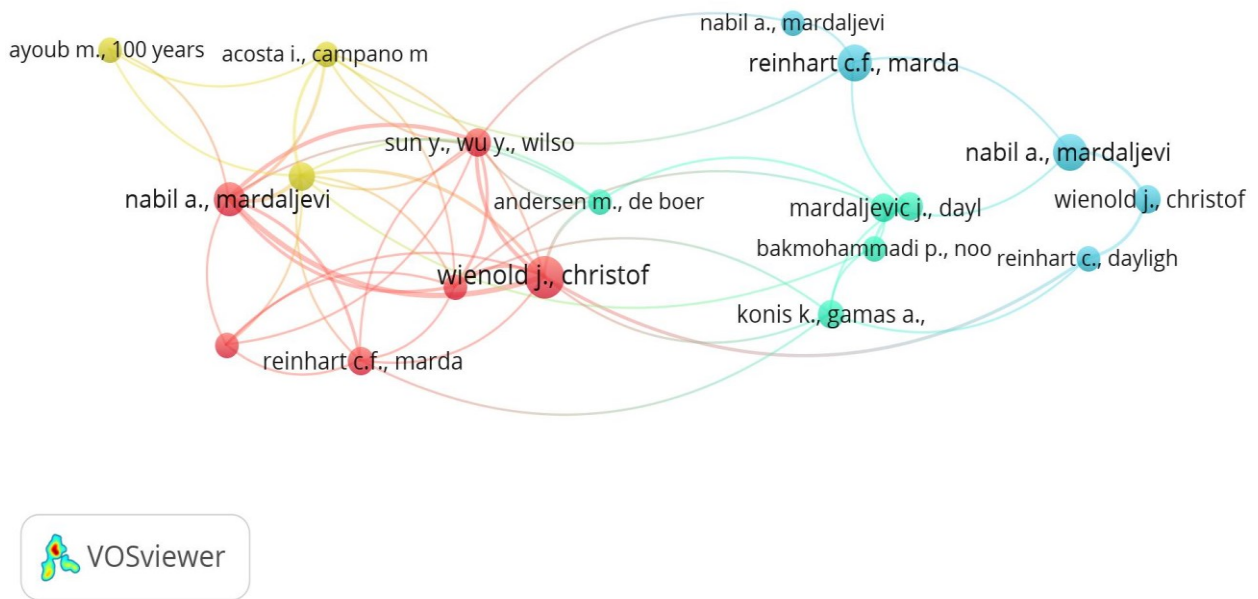 nabil a., mardaljevi
ayoub m., 100 years
acosta i., campano m
reinhart c.f., marda
sun y., wu y., wilso
nabil a., mardaljevi
nabil a., mardaljevi
andersen m., de boer
mardaljevic j., dayl
wienold j., christof
bakmohammadi p., noo
reinhart c., dayligh
wienold j., christof
konis k., gamas a.,
reinhart c.f., marda
VOSviewer